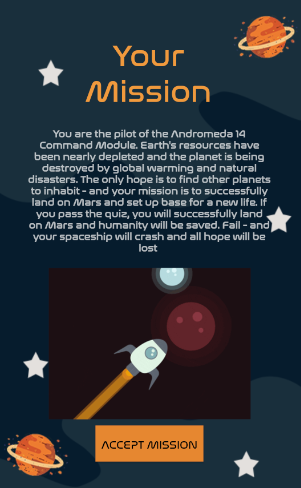 Your
Mission
You are the pilot of the Andromeda 14
Command Module. Earth's resources have
been nearly depleted and the planet is being
destroyed by global warming and natural
disasters. The only hope is to find other planets
to inhabit - and your mission is to successfully
land on Mars and set up base for a new life. If
you pass the quiz, you will successfully land
on Mars and humanity will be saved. Fail - and
your spaceship will crash and all hope will be
lost
ACCEPT MISSION